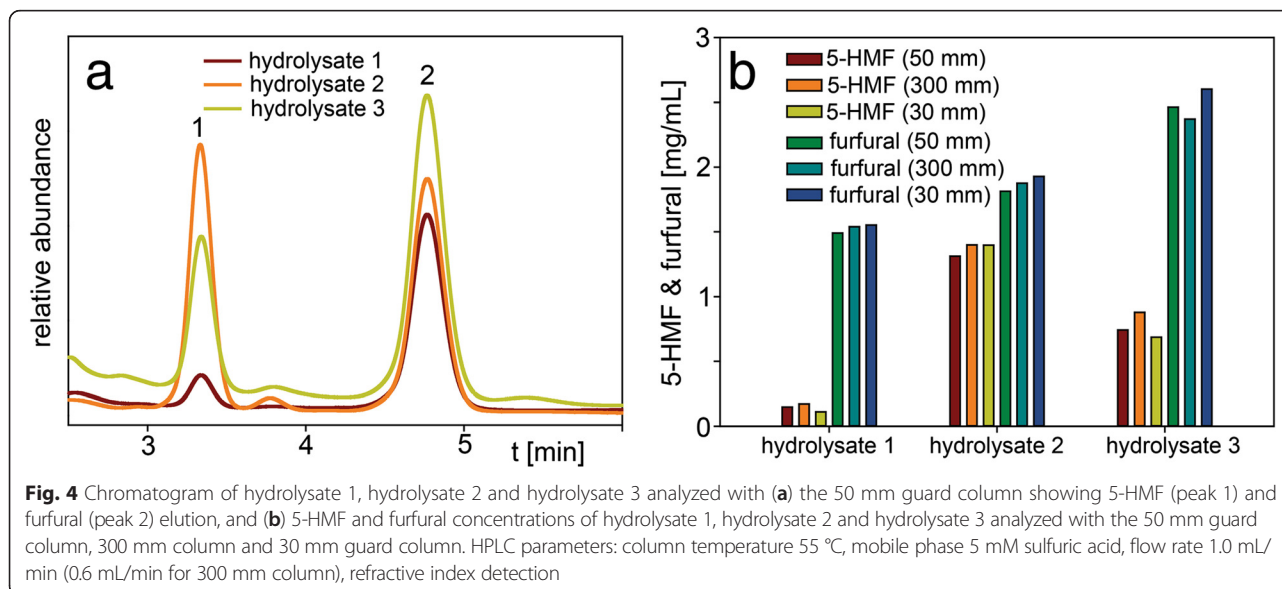 a
hydrolysate 1
hydrolysate 2
hydrolysate 3
1
2
relative abundance
3
4
5
t [min]
b
5-HMF (50 mm)
5-HMF (300 mm)
5-HMF (30 mm)
furfural (50 mm)
furfural (300 mm)
furfural (30 mm)
5-HMF & furfural [mg/mL]
3
2
1
0
hydrolysate 1
hydrolysate 2
hydrolysate 3
Fig. 4 Chromatogram of hydrolysate 1, hydrolysate 2 and hydrolysate 3 analyzed with (a) the 50 mm guard column showing 5-HMF (peak 1) and
furfural (peak 2) elution, and (b) 5-HMF and furfural concentrations of hydrolysate 1, hydrolysate 2 and hydrolysate 3 analyzed with the 50 mm guard
column, 300 mm column and 30 mm guard column. HPLC parameters: column temperature 55 °C, mobile phase 5 mM sulfuric acid, flow rate 1.0 mL/
min (0.6 mL/min for 300 mm column), refractive index detection